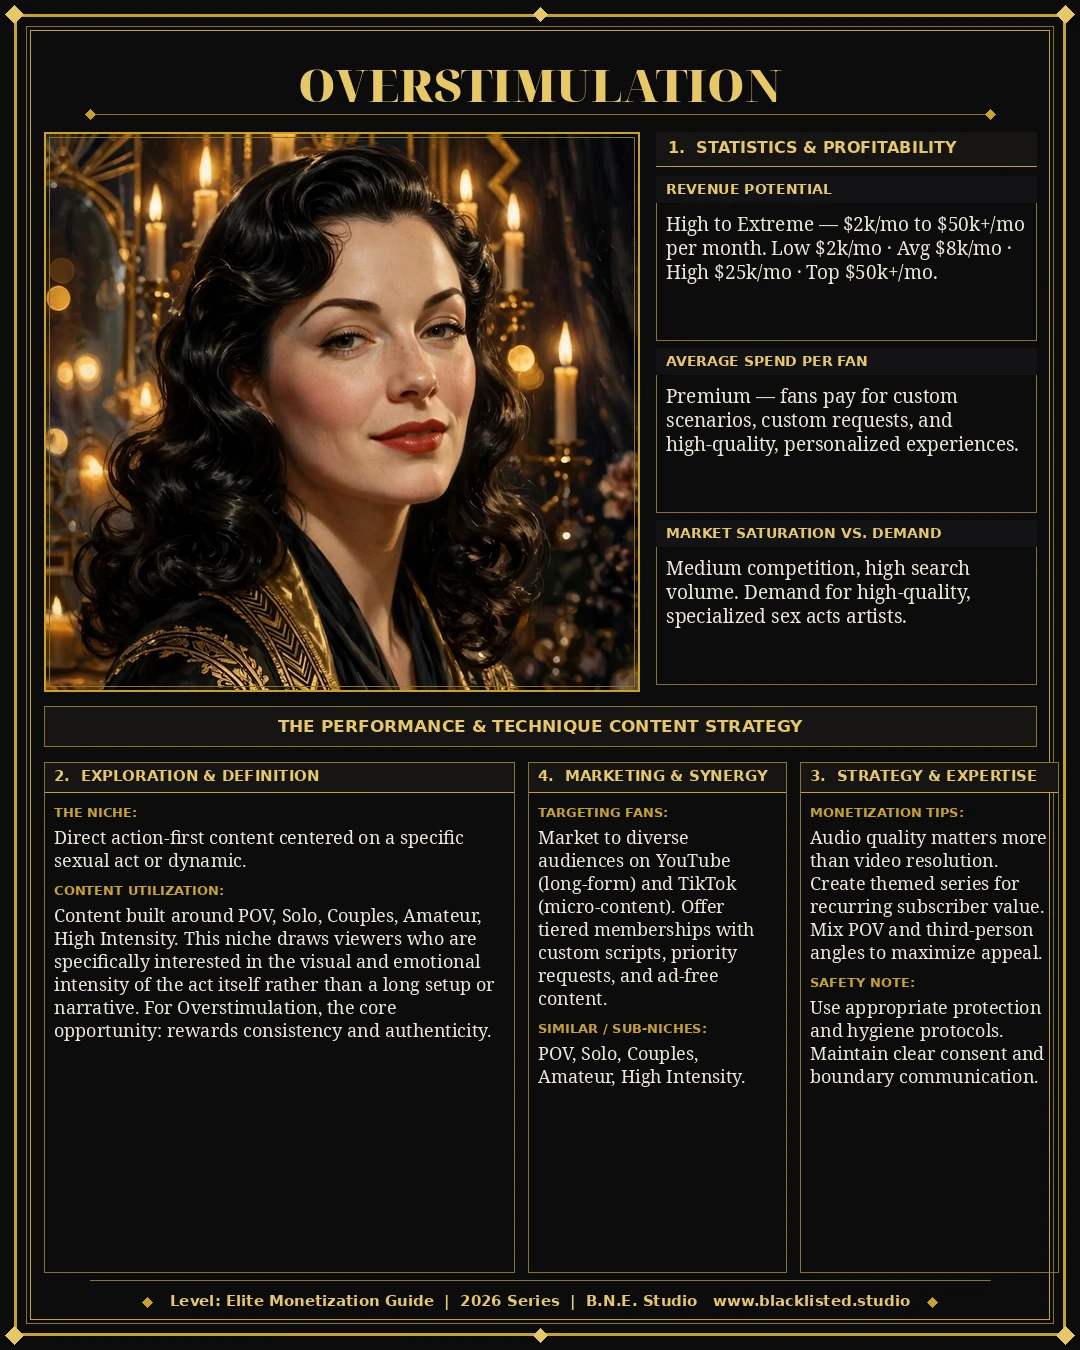 OVERSTIMULATION
1. STATISTICS & PROFITABILITY
REVENUE POTENTIAL
High to Extreme — $2k/mo to $50k+/mo
per month. Low $2k/mo · Avg $8k/mo ·
High $25k/mo · Top $50k+/mo.
AVERAGE SPEND PER FAN
Premium — fans pay for custom
scenarios, custom requests, and
high-quality, personalized experiences.
MARKET SATURATION VS. DEMAND
Medium competition, high search
volume. Demand for high-quality,
specialized sex acts artists.
THE PERFORMANCE & TECHNIQUE CONTENT STRATEGY
2. EXPLORATION & DEFINITION
THE NICHE:
Direct action-first content centered on a specific
sexual act or dynamic.
CONTENT UTILIZATION:
Content built around POV, Solo, Couples, Amateur,
High Intensity. This niche draws viewers who are
specifically interested in the visual and emotional
intensity of the act itself rather than a long setup or
narrative. For Overstimulation, the core
opportunity: rewards consistency and authenticity.
4. MARKETING & SYNERGY
TARGETING FANS:
Market to diverse
audiences on YouTube
(long-form) and TikTok
(micro-content). Offer
tiered memberships with
custom scripts, priority
requests, and ad-free
content.
SIMILAR / SUB-NICHES:
POV, Solo, Couples,
Amateur, High Intensity.
3. STRATEGY & EXPERTISE
MONETIZATION TIPS:
Audio quality matters more
than video resolution.
Create themed series for
recurring subscriber value.
Mix POV and third-person
angles to maximize appeal.
SAFETY NOTE:
Use appropriate protection
and hygiene protocols.
Maintain clear consent and
boundary communication.
Level: Elite Monetization Guide | 2026 Series | B.N.E. Studio www.blacklisted.studio